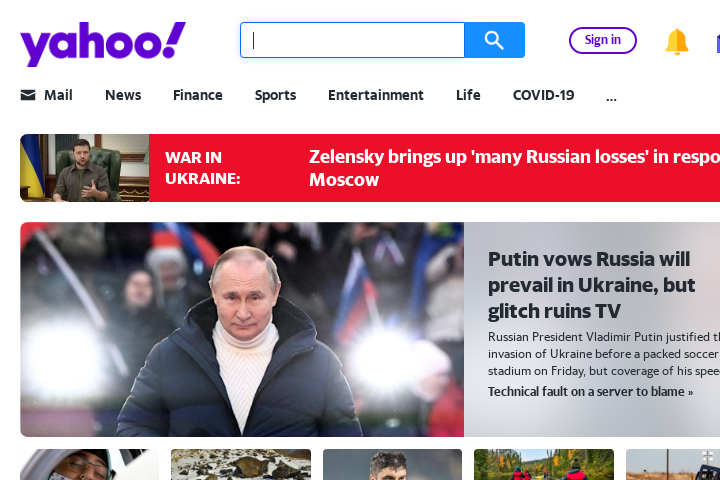 yahoo!
Sign in
Mail News Finance Sports Entertainment Life COVID-19 ...
WAR IN
UKRAINE:
Zelensky brings up 'many Russian losses' in respo
Moscow
Putin vows Russia will
prevail in Ukraine, but
glitch ruins TV
Russian President Vladimir Putin justified th
invasion of Ukraine before a packed soccer
stadium on Friday, but coverage of his spee
Technical fault on a server to blame »